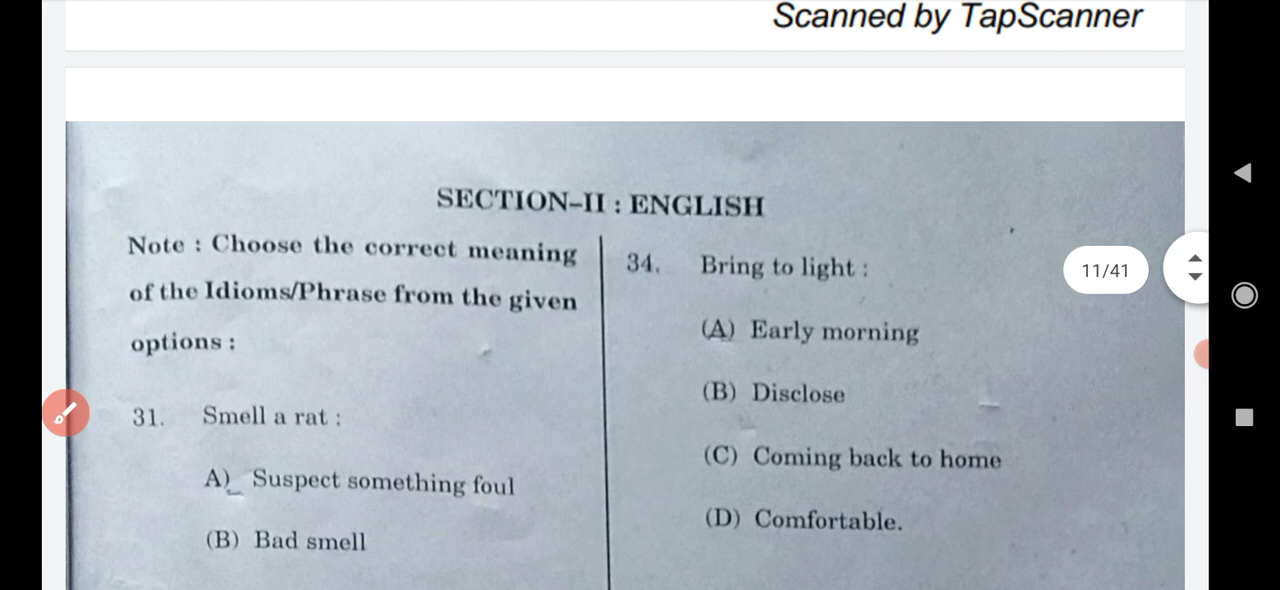 Scanned by TapScanner
SECTION–II : ENGLISH
Note : Choose the correct meaning
of the Idioms/Phrase from the given
options :
31. Smell a rat :
A) Suspect something foul
(B) Bad smell
34. Bring to light :
(A) Early morning
(B) Disclose
(C) Coming back to home
(D) Comfortable.
11/41